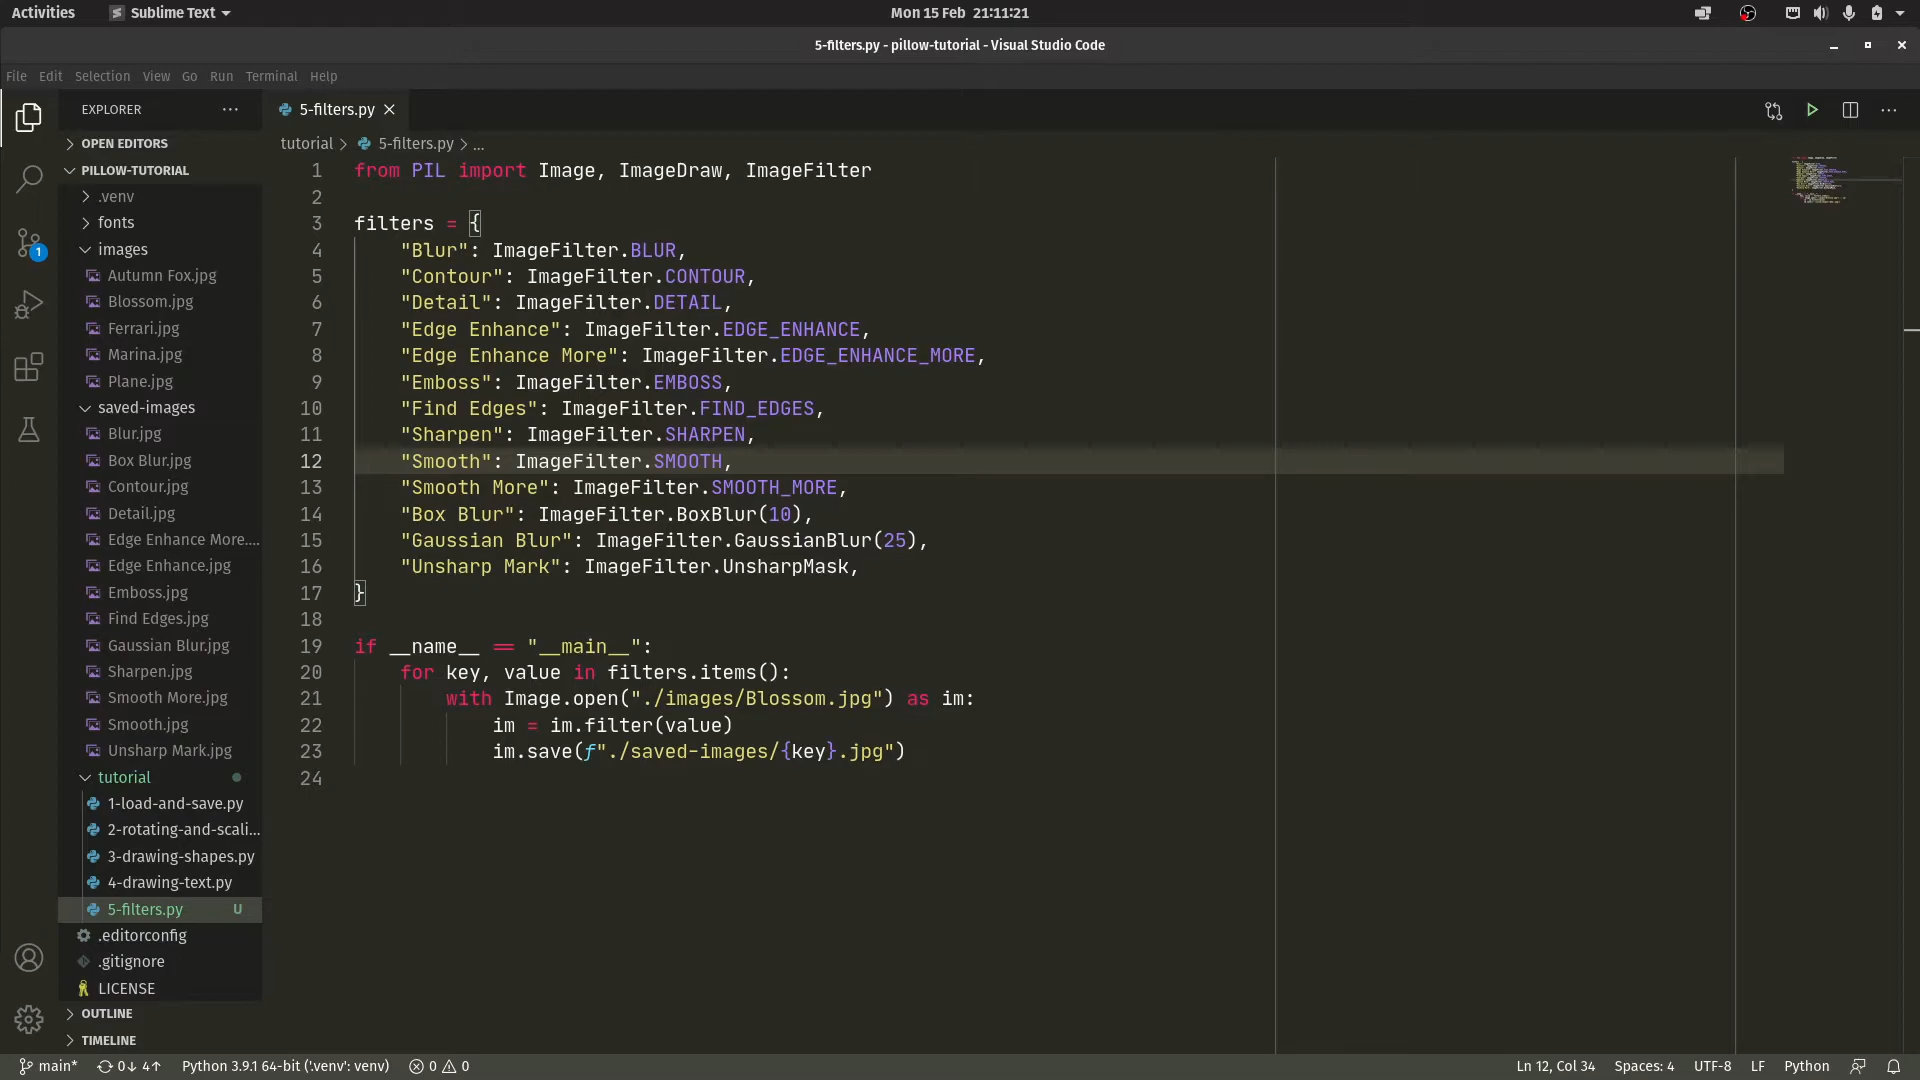 Activities
Sublime Text
Mon 15 Feb 21:11:21
5-filters.py - pillow-tutorial - Visual Studio Code
File Edit Selection View Go Run Terminal Help
EXPLORER
5-filters.py
OPEN EDITORS
tutorial > 5-filters.py > ...
PILLOW-TUTORIAL
.venv
fonts
images
Autumn Fox.jpg
Blossom.jpg
Ferrari.jpg
Marina.jpg
Plane.jpg
saved-images
Blur.jpg
Box Blur.jpg
Contour.jpg
Detail.jpg
Edge Enhance More....
Edge Enhance.jpg
Emboss.jpg
Find Edges.jpg
Gaussian Blur.jpg
Sharpen.jpg
Smooth More.jpg
Smooth.jpg
Unsharp Mark.jpg
tutorial
1-load-and-save.py
2-rotating-and-scali...
3-drawing-shapes.py
4-drawing-text.py
5-filters.py U
.editorconfig
.gitignore
LICENSE
OUTLINE
TIMELINE
1
1 from PIL import Image, ImageDraw, ImageFilter
2
3 filters = {
4 "Blur": ImageFilter.BLUR,
5 "Contour": ImageFilter.CONTOUR,
6 "Detail": ImageFilter.DETAIL,
7 "Edge Enhance": ImageFilter.EDGE_ENHANCE,
8 "Edge Enhance More": ImageFilter.EDGE_ENHANCE_MORE,
9 "Emboss": ImageFilter.EMBOSS,
10 "Find Edges": ImageFilter.FIND_EDGES,
11 "Sharpen": ImageFilter.SHARPEN,
12 "Smooth": ImageFilter.SMOOTH,
13 "Smooth More": ImageFilter.SMOOTH_MORE,
14 "Box Blur": ImageFilter.BoxBlur(10),
15 "Gaussian Blur": ImageFilter.GaussianBlur(25),
16 "Unsharp Mark": ImageFilter.UnsharpMask,
17 }
18
19 if __name__ == "__main__":
20 for key, value in filters.items():
21 with Image.open("./images/Blossom.jpg") as im:
22 im = im.filter(value)
23 im.save(f"./saved-images/{key}.jpg")
24
main* 0↓ 4↑ Python 3.9.1 64-bit ('.venv': venv) 0 0
Ln 12, Col 34 Spaces: 4 UTF-8 LF Python